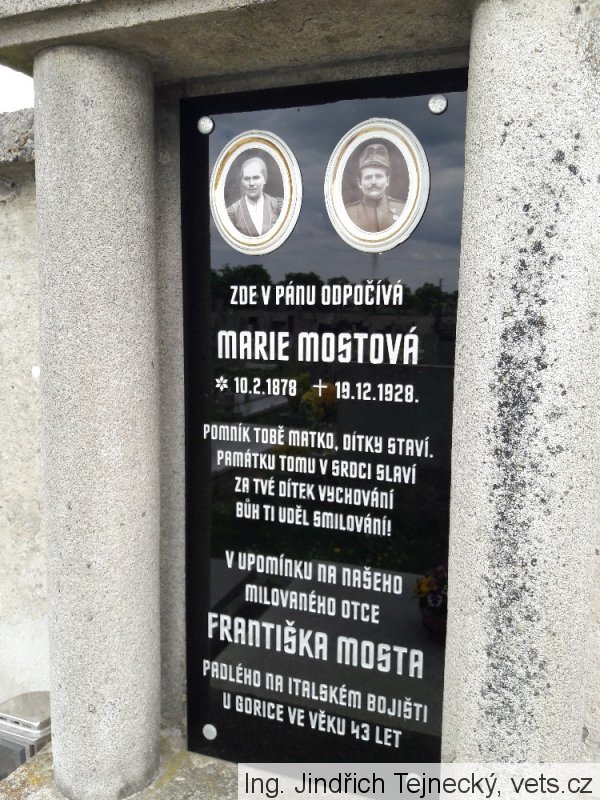 ZDE V PÁNU ODPOČÍVÁ
MARIE MOSTOVÁ
✲ 10.2.1878 + 19.12.1928.
POMNÍK TOBĚ MATKO, DÍTKY STAVÍ.
PAMÁTKU TOMU V SRDCI SLAVÍ
ZA TVÉ DÍTEK VYCHOVÁNÍ
BŮH TI UDĚL SMILOVÁNÍ!
V UPOMÍNKU NA NAŠEHO
MILOVANÉHO OTCE
FRANTIŠKA MOSTA
PADLÉHO NA ITALSKÉM BOJIŠTI
U GORICE VE VĚKU 43 LET
Ing. Jindřich Tejnecký, vets.cz